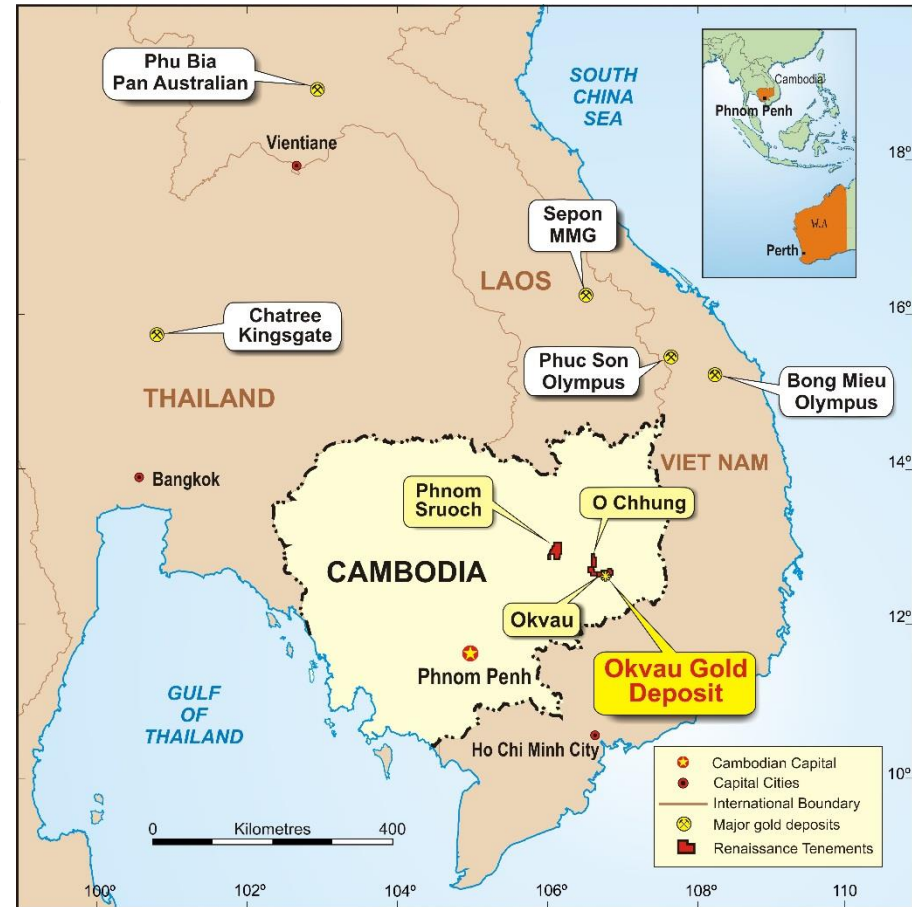 Phu Bia
Pan Australian
Vientiane
SOUTH
CHINA
SEA
Cambodia
Phnom Penh
W.A
Perth
18º
Sepon
MMG
LAOS
16º
Chatree
Kingsgate
Phuc Son
Olympus
Bong Mieu
Olympus
THAILAND
VIET NAM
14º
Bangkok
Phnom
Sruoch
O Chhung
CAMBODIA
Okvau
12º
Phnom Penh
Okvau Gold
Deposit
GULF
OF
THAILAND
Ho Chi Minh City
10º
Cambodian Capital
Capital Cities
International Boundary
Major gold deposits
Renaissance Tenements
0 Kilometres 400
100º 102º 104º 106º 108º 110